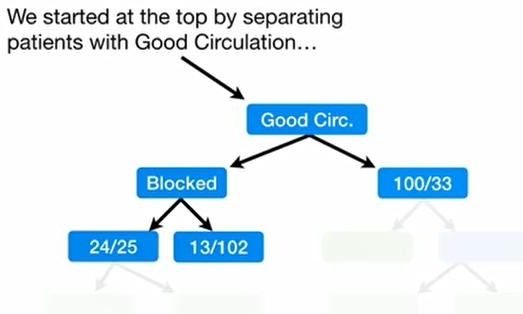 We started at the top by separating
patients with Good Circulation…
Good Circ.
Blocked
100/33
24/25
13/102